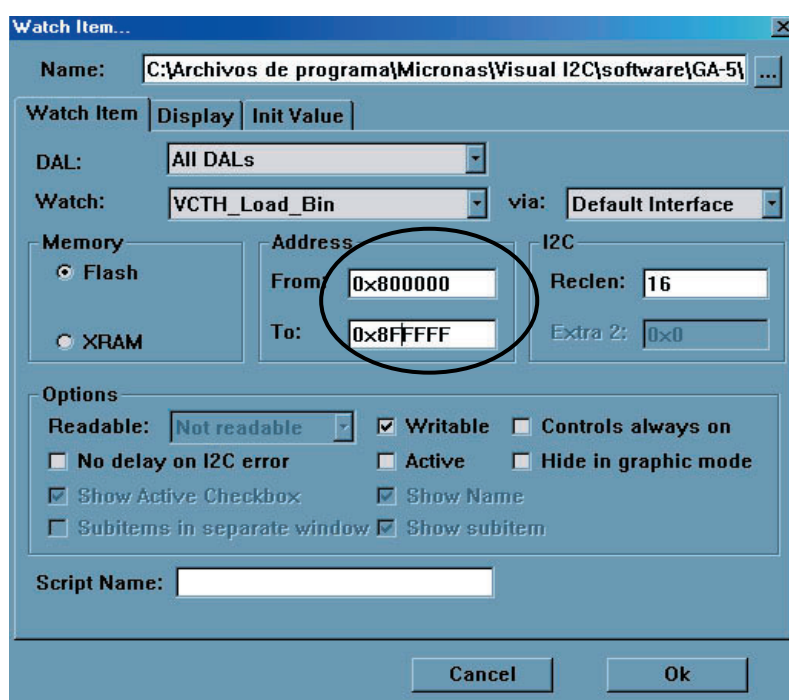 Watch Item...
Name: C:\Archivos de programa\Micronas\Visual I2C\software\GA-5\ ...
Watch Item Display Init Value
DAL: All DALs
Watch: VCTH_Load_Bin via: Default Interface
Memory Address I2C
Flash From: 0x800000 Reclen: 16
XRAM To: 0x8FFFFF Extra 2: 0x0
Options
Readable: Not readable Writable Controls always on
No delay on I2C error Active Hide in graphic mode
Show Active Checkbox Show Name
Subitems in separate window Show subitem
Script Name:
Cancel Ok